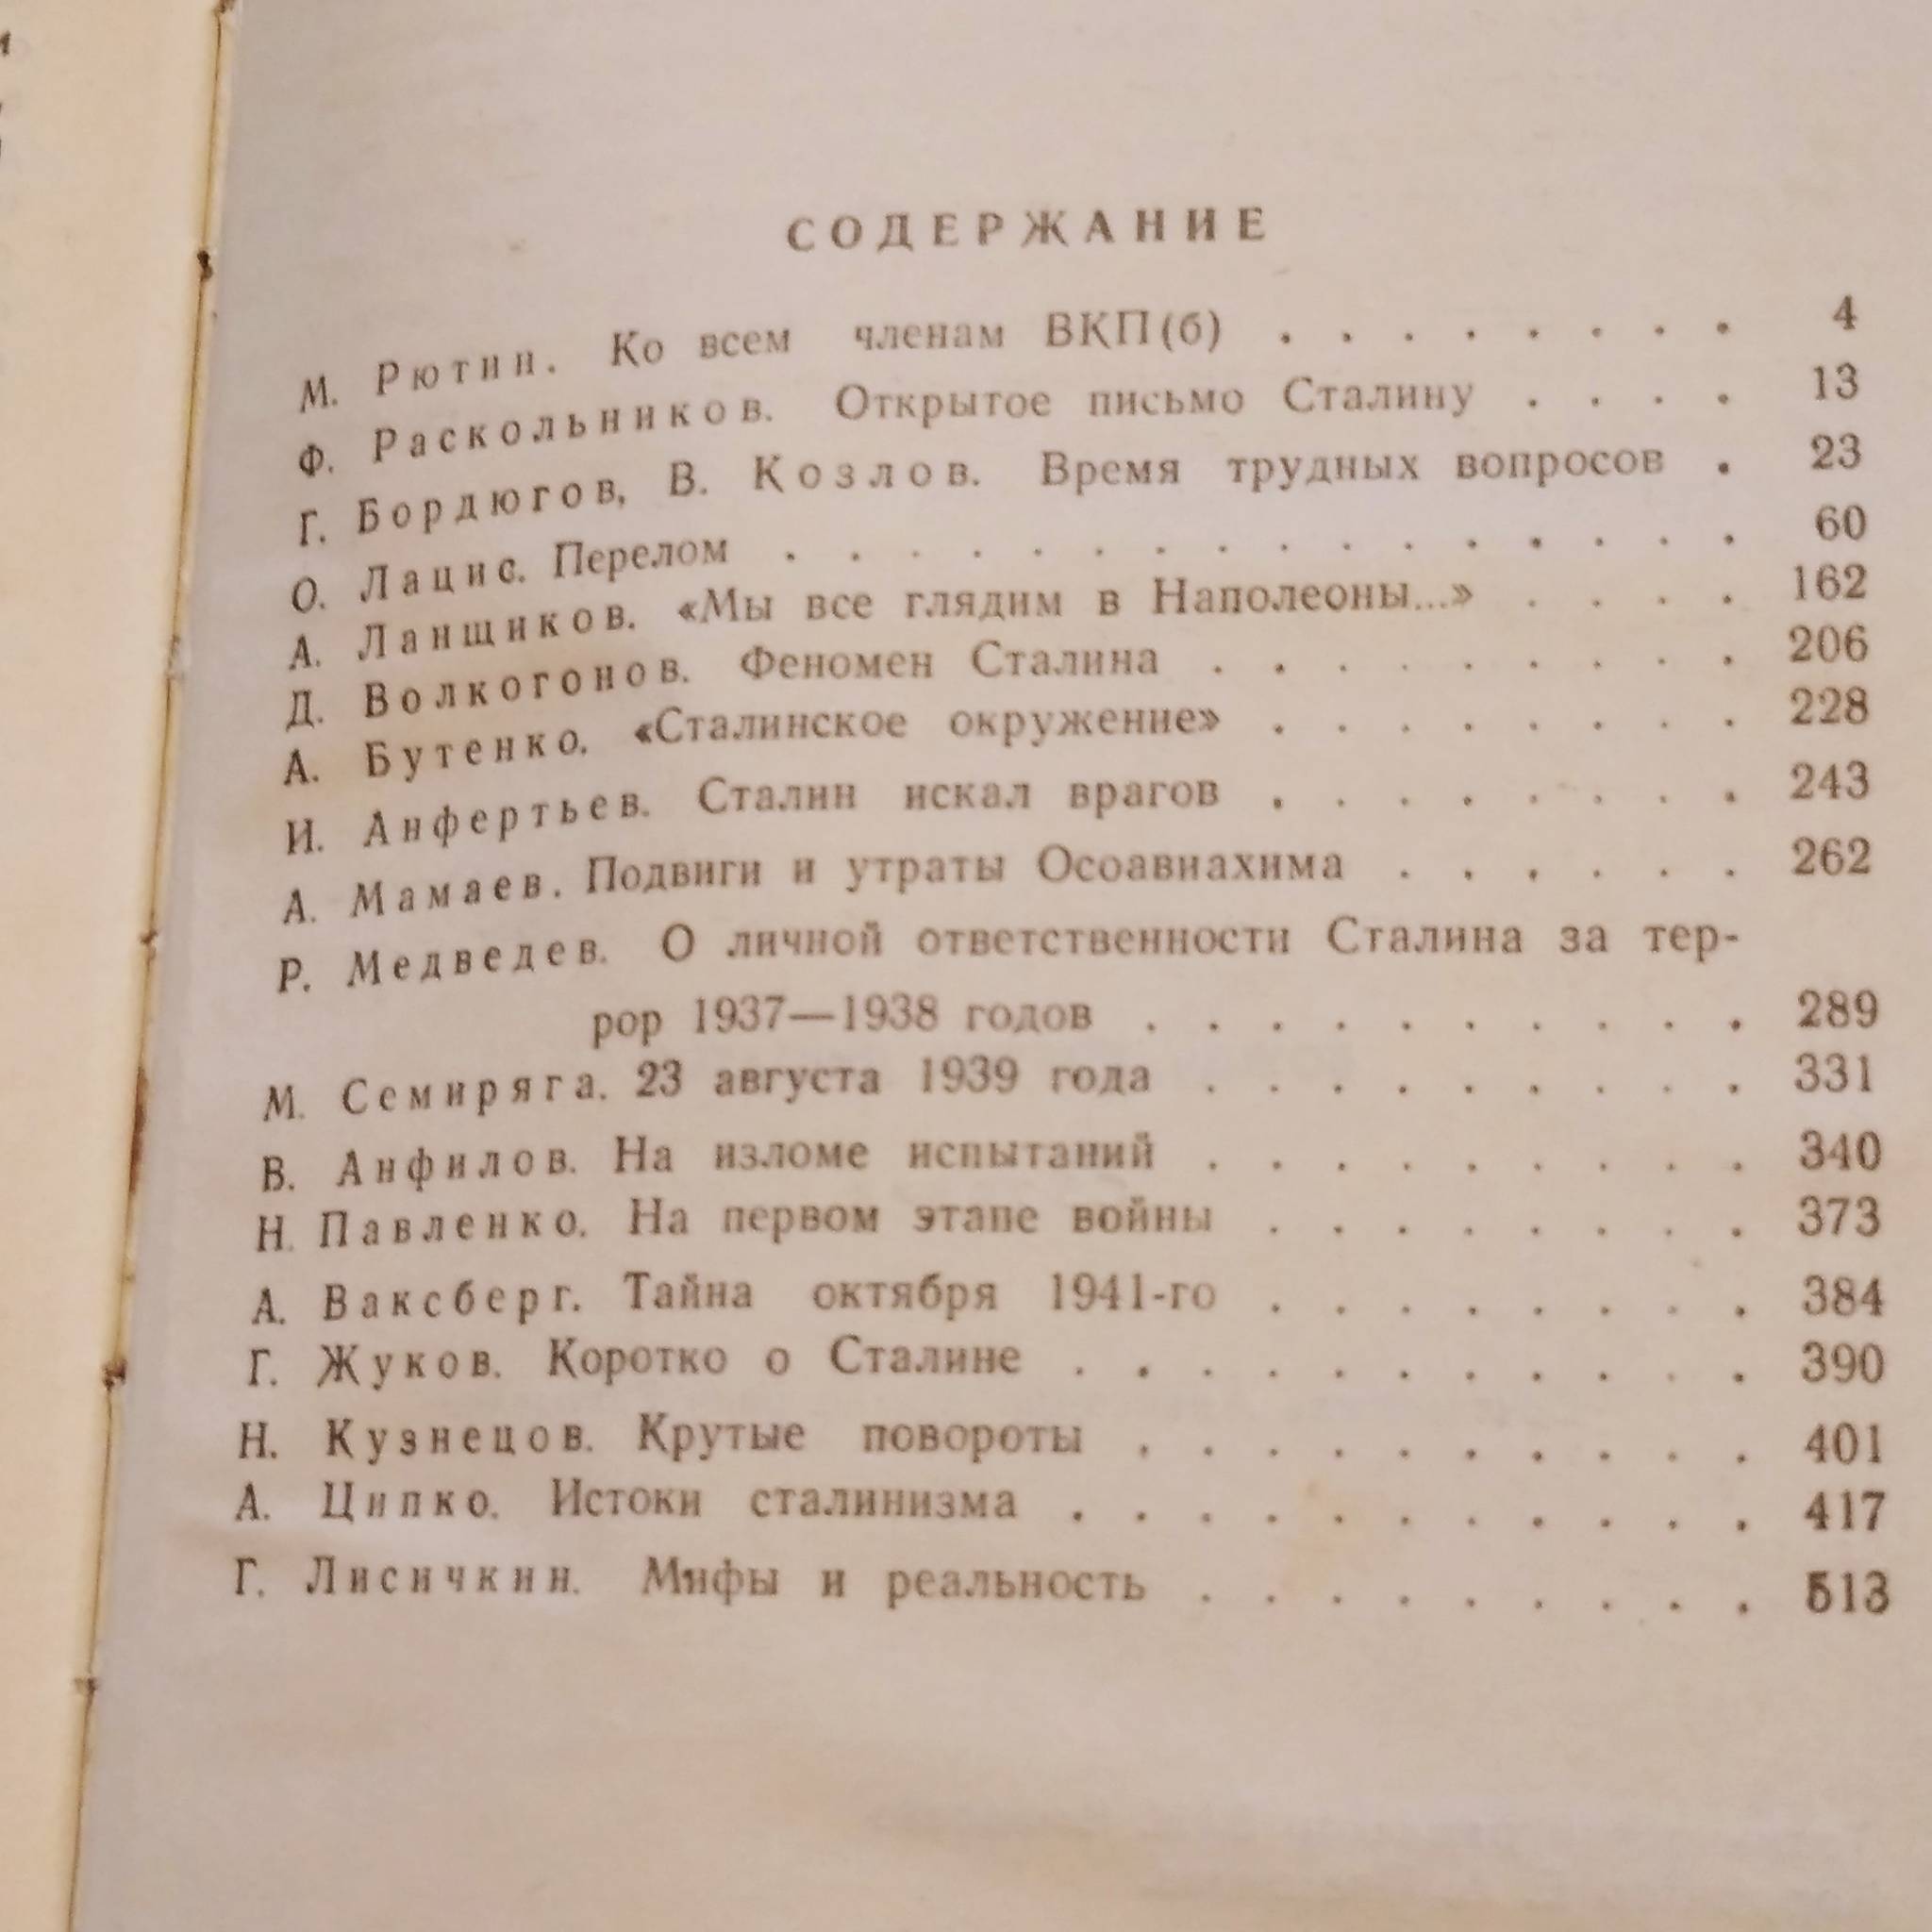 СОДЕРЖАНИЕ
М. Рютин. Ко всем членам ВКП(б) . . . . . . . . 4
Ф. Раскольников. Открытое письмо Сталину . . . . 13
Г. Бордюгов, В. Козлов. Время трудных вопросов . 23
О. Лацис. Перелом . . . . . . . . . . . . . . . . 60
А. Ланщиков. «Мы все глядим в Наполеоны...» . . . . 162
Д. Волкогонов. Феномен Сталина . . . . . . . . . 206
А. Бутенко. «Сталинское окружение» . . . . . . . . 228
И. Анфертьев. Сталин искал врагов . . . . . . . . 243
А. Мамаев. Подвиги и утраты Осоавиахима . . . . . . 262
Р. Медведев. О личной ответственности Сталина за тер-
рор 1937—1938 годов . . . . . . . . . . 289
М. Семиряга. 23 августа 1939 года . . . . . . . . . 331
В. Анфилов. На изломе испытаний . . . . . . . . . 340
Н. Павленко. На первом этапе войны . . . . . . . . 373
А. Ваксберг. Тайна октября 1941-го . . . . . . . . 384
Г. Жуков. Коротко о Сталине . . . . . . . . . . . 390
Н. Кузнецов. Крутые повороты . . . . . . . . . . 401
А. Ципко. Истоки сталинизма . . . . . . . . . . . 417
Г. Лисичкин. Мифы и реальность . . . . . . . . . 513